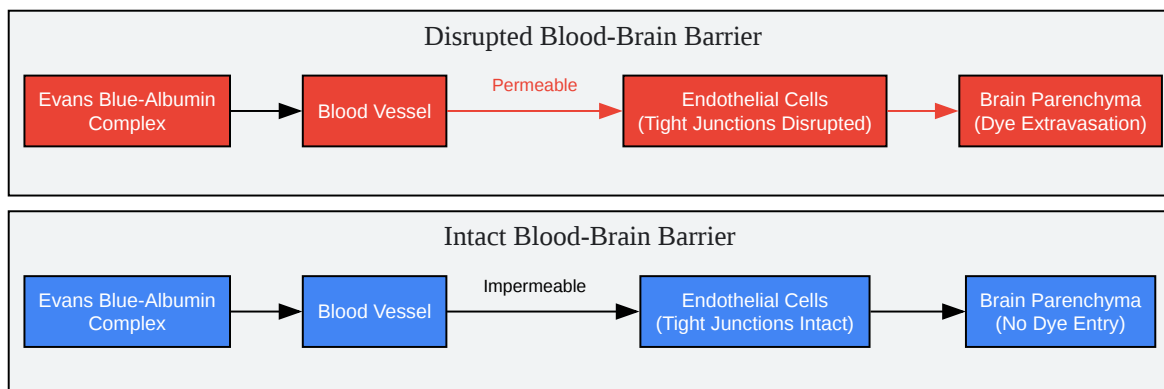 Disrupted Blood-Brain Barrier
Evans Blue-Albumin
Complex
Blood Vessel
Permeable
Endothelial Cells
(Tight Junctions Disrupted)
Brain Parenchyma
(Dye Extravasation)
Intact Blood-Brain Barrier
Evans Blue-Albumin
Complex
Blood Vessel
Impermeable
Endothelial Cells
(Tight Junctions Intact)
Brain Parenchyma
(No Dye Entry)